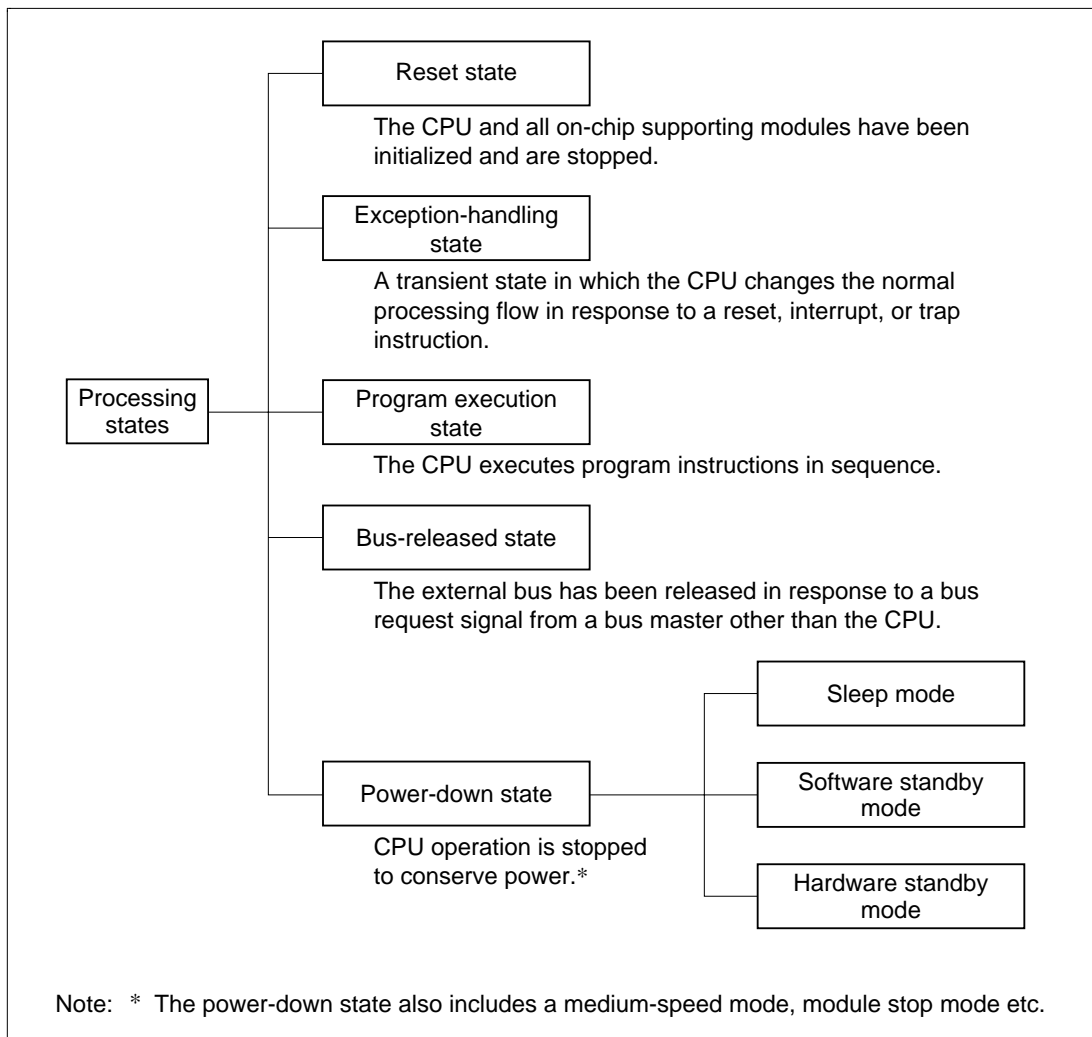 Reset state
The CPU and all on-chip supporting modules have been
initialized and are stopped.
Exception-handling
state
A transient state in which the CPU changes the normal
processing flow in response to a reset, interrupt, or trap
instruction.
Processing
states
Program execution
state
The CPU executes program instructions in sequence.
Bus-released state
The external bus has been released in response to a bus
request signal from a bus master other than the CPU.
Sleep mode
Power-down state
CPU operation is stopped
to conserve power.*
Software standby
mode
Hardware standby
mode
Note: * The power-down state also includes a medium-speed mode, module stop mode etc.